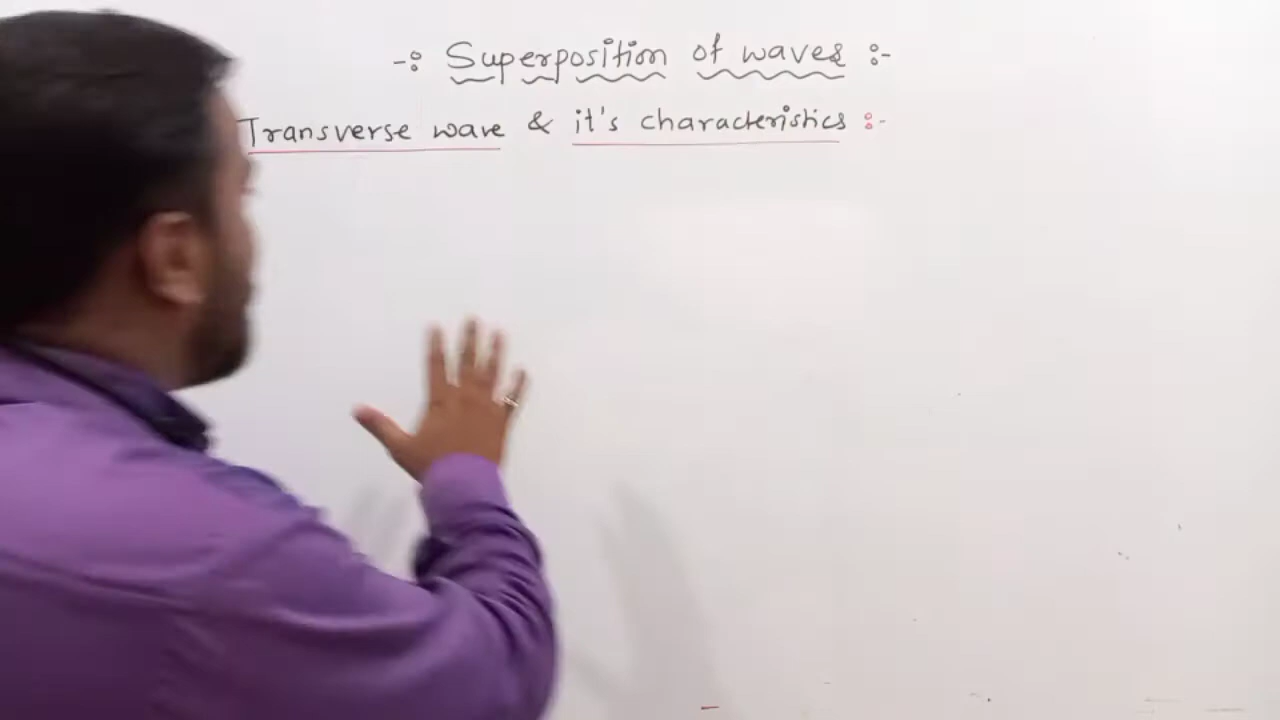 -: Superposition of waves :-
Transverse wave & it's characteristics :-